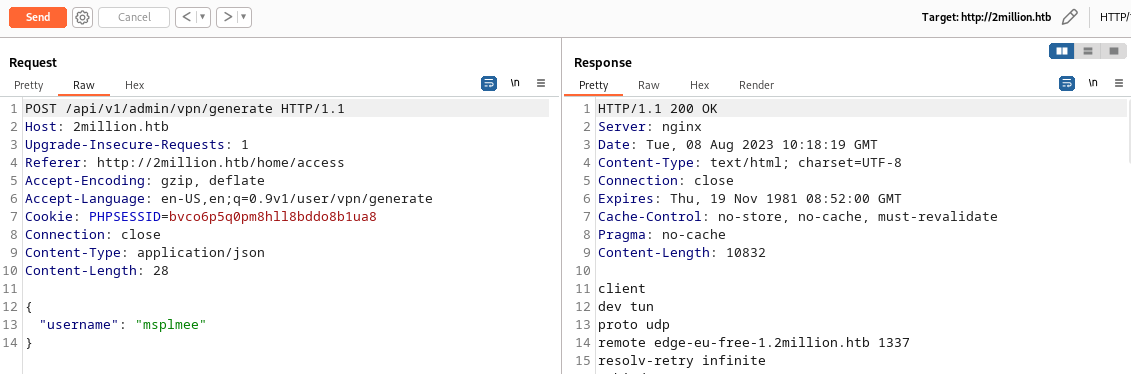 Send Cancel < > Target: http://2million.htb HTTP/
Request
Pretty Raw Hex \n
1 POST /api/v1/admin/vpn/generate HTTP/1.1
2 Host: 2million.htb
3 Upgrade-Insecure-Requests: 1
4 Referer: http://2million.htb/home/access
5 Accept-Encoding: gzip, deflate
6 Accept-Language: en-US,en;q=0.9v1/user/vpn/generate
7 Cookie: PHPSESSID=bvco6p5q0pm8hll8bddo8b1ua8
8 Connection: close
9 Content-Type: application/json
10 Content-Length: 28
11
12 {
13 "username": "msplmee"
14 }
Response
Pretty Raw Hex Render \n
1 HTTP/1.1 200 OK
2 Server: nginx
3 Date: Tue, 08 Aug 2023 10:18:19 GMT
4 Content-Type: text/html; charset=UTF-8
5 Connection: close
6 Expires: Thu, 19 Nov 1981 08:52:00 GMT
7 Cache-Control: no-store, no-cache, must-revalidate
8 Pragma: no-cache
9 Content-Length: 10832
10
11 client
12 dev tun
13 proto udp
14 remote edge-eu-free-1.2million.htb 1337
15 resolv-retry infinite